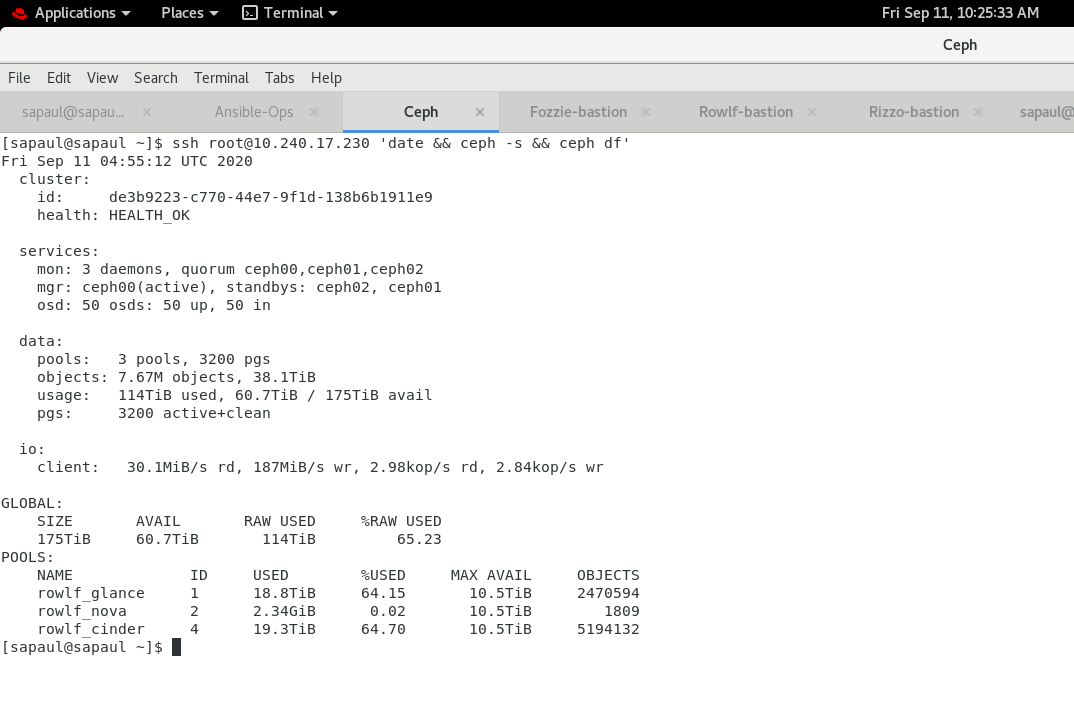 Applications Places Terminal Fri Sep 11, 10:25:33 AM
Ceph
File Edit View Search Terminal Tabs Help
sapaul@sapau... × Ansible-Ops × Ceph × Fozzie-bastion × Rowlf-bastion × Rizzo-bastion × sapaul@
[sapaul@sapaul ~]$ ssh root@10.240.17.230 'date && ceph -s && ceph df'
Fri Sep 11 04:55:12 UTC 2020
  cluster:
    id:     de3b9223-c770-44e7-9f1d-138b6b1911e9
    health: HEALTH_OK

  services:
    mon: 3 daemons, quorum ceph00,ceph01,ceph02
    mgr: ceph00(active), standbys: ceph02, ceph01
    osd: 50 osds: 50 up, 50 in

  data:
    pools:   3 pools, 3200 pgs
    objects: 7.67M objects, 38.1TiB
    usage:   114TiB used, 60.7TiB / 175TiB avail
    pgs:     3200 active+clean

  io:
    client:   30.1MiB/s rd, 187MiB/s wr, 2.98kop/s rd, 2.84kop/s wr

GLOBAL:
    SIZE       AVAIL       RAW USED     %RAW USED
    175TiB     60.7TiB       114TiB         65.23
POOLS:
    NAME             ID     USED        %USED     MAX AVAIL     OBJECTS
    rowlf_glance     1      18.8TiB     64.15       10.5TiB     2470594
    rowlf_nova       2      2.34GiB      0.02       10.5TiB        1809
    rowlf_cinder     4      19.3TiB     64.70       10.5TiB     5194132
[sapaul@sapaul ~]$